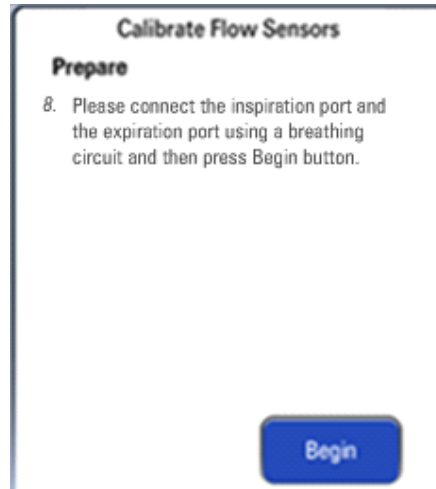 Calibrate Flow Sensors
Prepare
8. Please connect the inspiration port and
the expiration port using a breathing
circuit and then press Begin button.
Begin